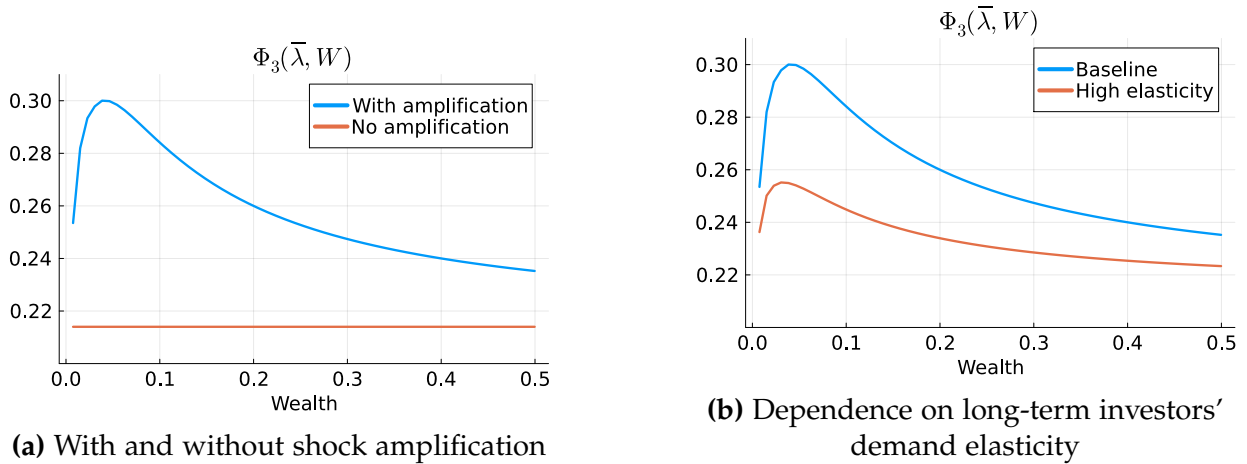 Φ₃(λ̄, W)
0.30
0.28
0.26
0.24
0.22
With amplification
No amplification
0.0 0.1 0.2 0.3 0.4 0.5
Wealth
(a) With and without shock amplification
Φ₃(λ̄, W)
0.30
0.28
0.26
0.24
0.22
Baseline
High elasticity
0.0 0.1 0.2 0.3 0.4 0.5
Wealth
(b) Dependence on long-term investors’
demand elasticity